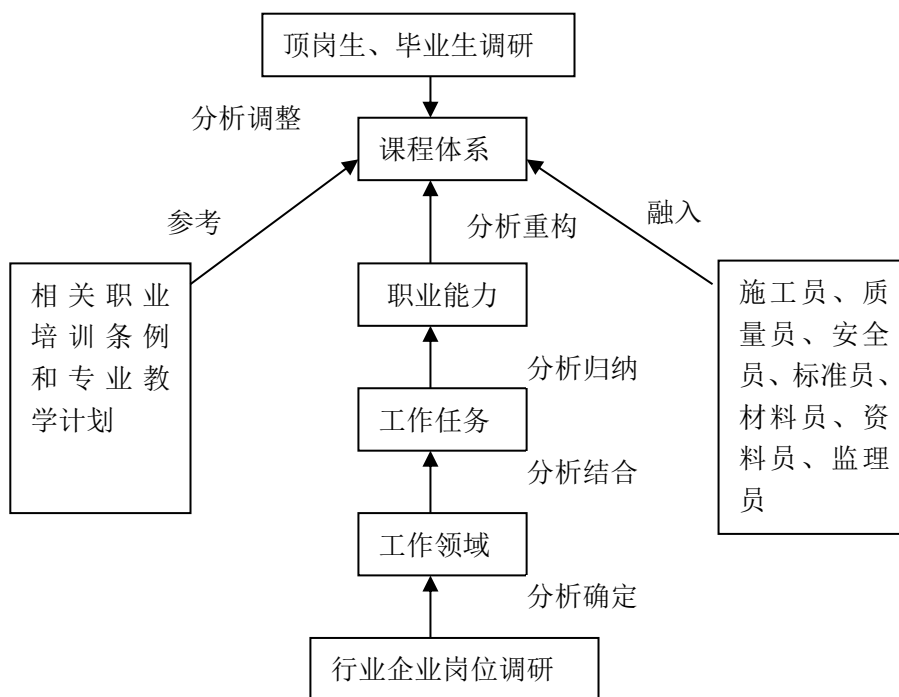 顶岗生、毕业生调研
分析调整
课程体系
参考
融入
分析重构
相关职业
培训条例
和专业教
学计划
职业能力
施工员、质
量员、安全
员、标准员、
材料员、资
料员、监理
员
分析归纳
工作任务
分析结合
工作领域
分析确定
行业企业岗位调研